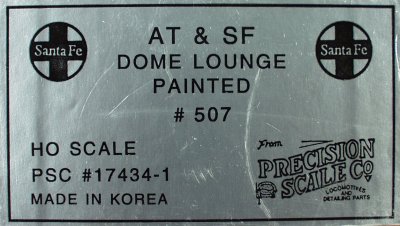 Santa Fe
AT & SF
Santa Fe
DOME LOUNGE
PAINTED
# 507
HO SCALE
PSC #17434-1
MADE IN KOREA
From
PRECISION
SCALE Co
LOCOMOTIVES
AND
DETAILING PARTS